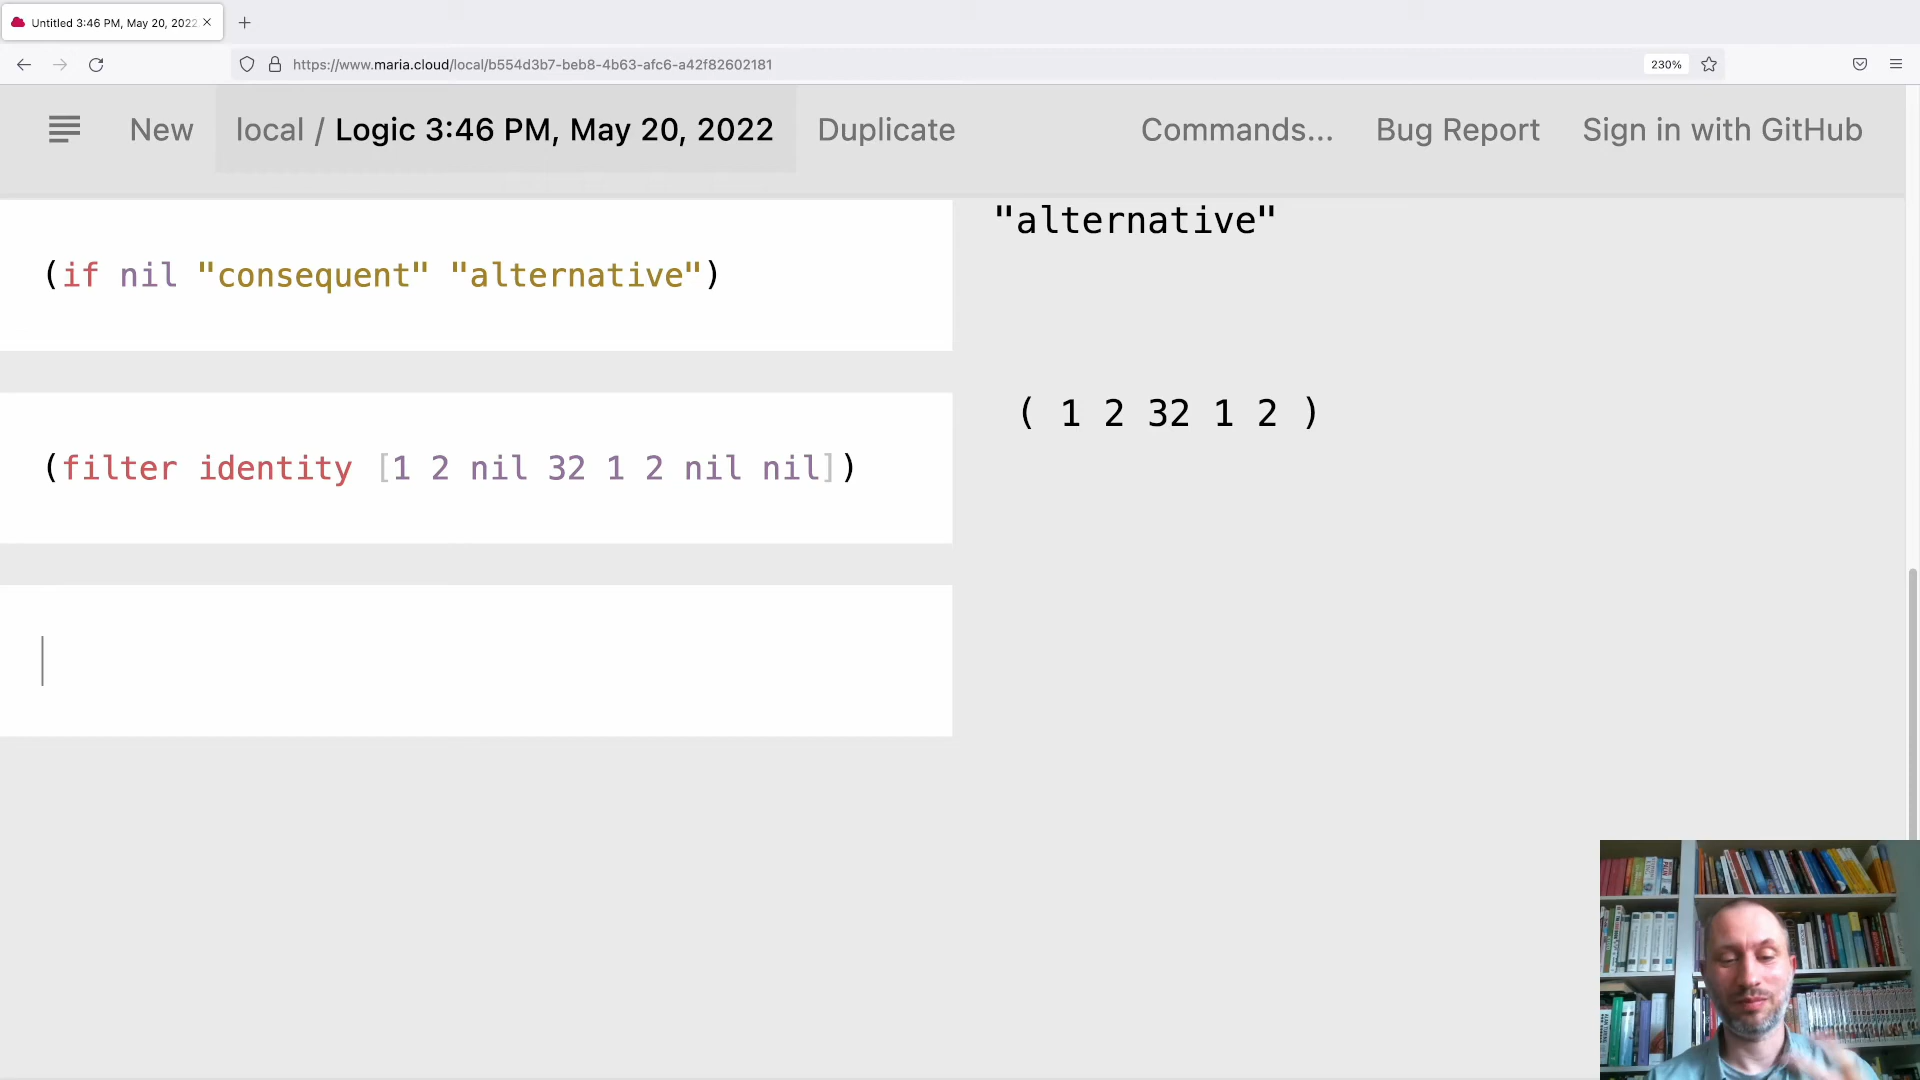 Untitled 3:46 PM, May 20, 2022
https://www.maria.cloud/local/b554d3b7-beb8-4b63-afc6-a42f82602181
230%
New
local / Logic 3:46 PM, May 20, 2022
Duplicate
Commands...
Bug Report
Sign in with GitHub
"alternative"
(if nil "consequent" "alternative")
( 1 2 32 1 2 )
(filter identity [1 2 nil 32 1 2 nil nil])